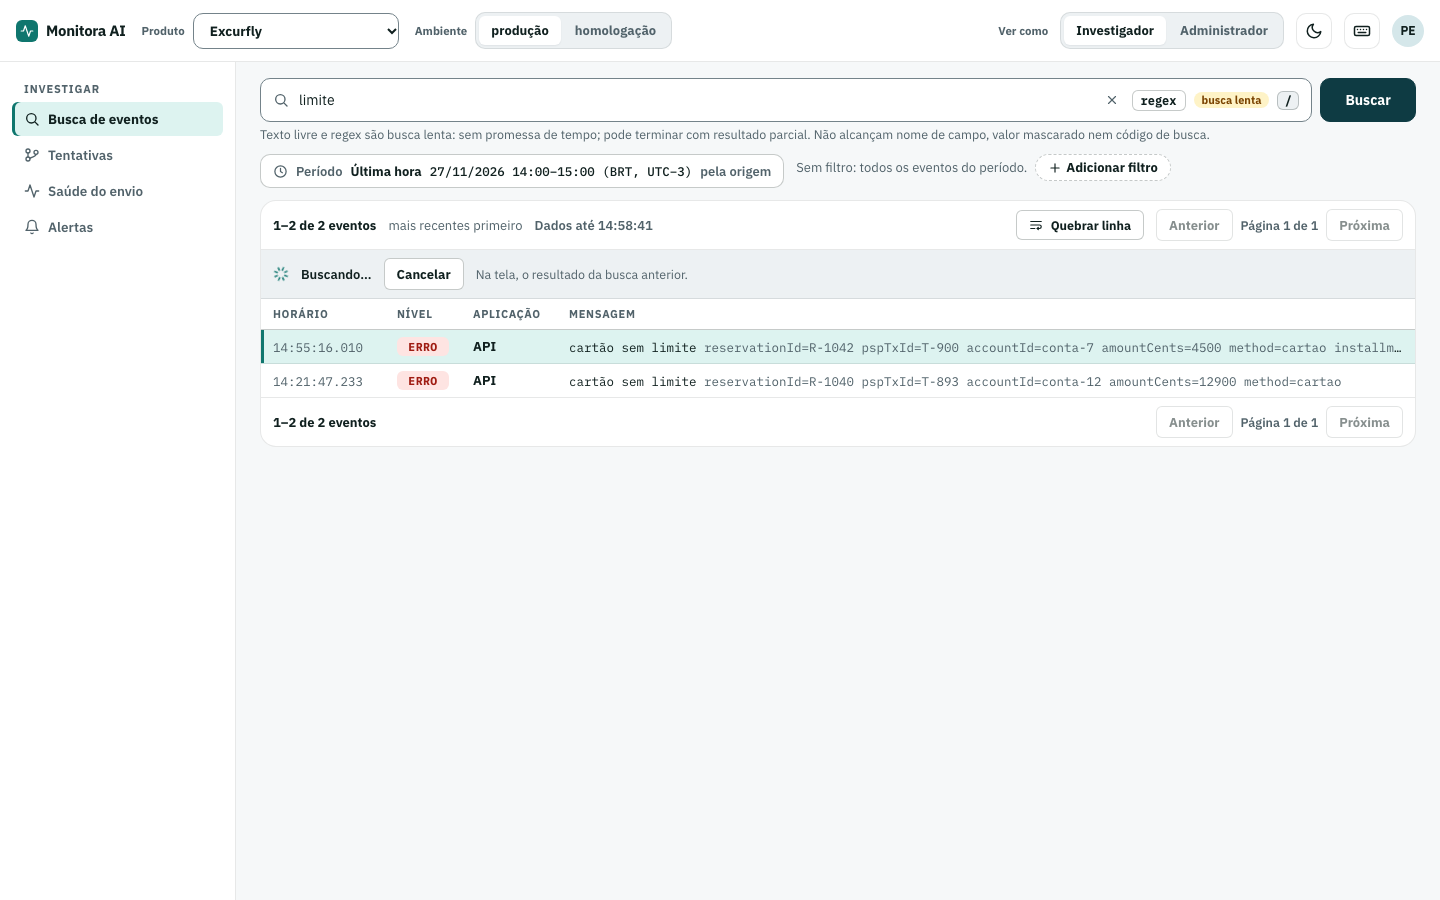 Monitora AI Produto Excurfly Ambiente produção homologação Ver como Investigador Administrador PE
INVESTIGAR
Busca de eventos
Tentativas
Saúde do envio
Alertas
limite regex busca lenta / Buscar
Texto livre e regex são busca lenta: sem promessa de tempo; pode terminar com resultado parcial. Não alcançam nome de campo, valor mascarado nem código de busca.
Período Última hora 27/11/2026 14:00–15:00 (BRT, UTC−3) pela origem Sem filtro: todos os eventos do período. Adicionar filtro
1–2 de 2 eventos mais recentes primeiro Dados até 14:58:41 Quebrar linha Anterior Página 1 de 1 Próxima
Buscando... Cancelar Na tela, o resultado da busca anterior.
HORÁRIO NÍVEL APLICAÇÃO MENSAGEM
14:55:16.010 ERRO API cartão sem limite reservationId=R-1042 pspTxId=T-900 accountId=conta-7 amountCents=4500 method=cartao installm…
14:21:47.233 ERRO API cartão sem limite reservationId=R-1040 pspTxId=T-893 accountId=conta-12 amountCents=12900 method=cartao
1–2 de 2 eventos Anterior Página 1 de 1 Próxima